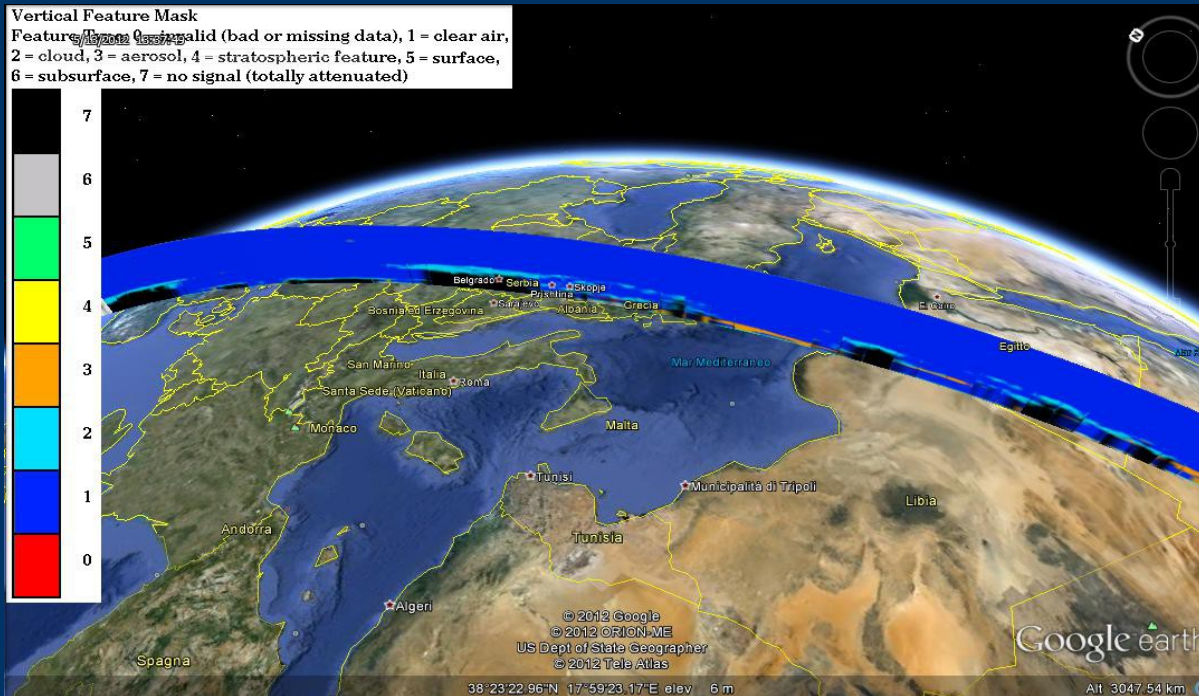 Vertical Feature Mask
Feature Type: 0 = invalid (bad or missing data), 1 = clear air,
5/13/2012
2 = cloud, 3 = aerosol, 4 = stratospheric feature, 5 = surface,
6 = subsurface, 7 = no signal (totally attenuated)
7
6
5
4
3
2
1
0
Belgrado
Serbia
Pristina
Skopje
Sarajevo
Bosnia ed Erzegovina
Albania
Grecia
El Cairo
Egitto
Mar Mediterraneo
San Marino
Italia
Roma
Santa Sede (Vaticano)
Monaco
Malta
Tunisi
Municipalità di Tripoli
Libia
Andorra
Tunisia
Algeri
Spagna
© 2012 Google
© 2012 ORION-ME
US Dept of State Geographer
© 2012 Tele Atlas
Google earth
38°23'22.96"N 17°59'23.17"E elev 6 m
Alt 3047.54 km